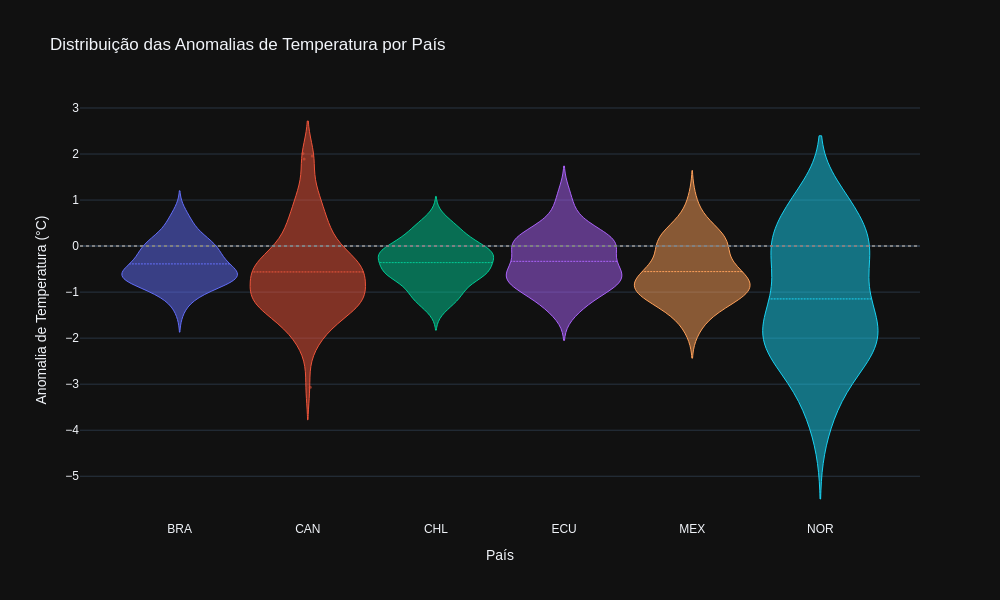 Distribuição das Anomalias de Temperatura por País
Anomalia de Temperatura (°C)
3
2
1
0
−1
−2
−3
−4
−5
BRA CAN CHL ECU MEX NOR
País